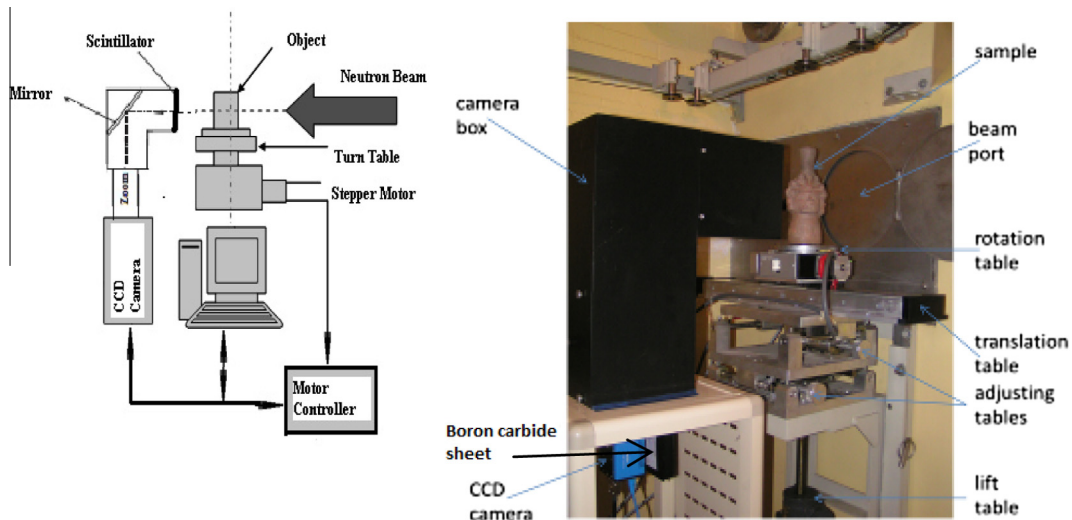 Scintillator
Object
Mirror
Neutron Beam
Turn Table
Stepper Motor
Zoom
CCD
Camera
Motor
Controller
sample
camera
box
beam
port
rotation
table
translation
table
adjusting
tables
Boron carbide
sheet
CCD
camera
lift
table